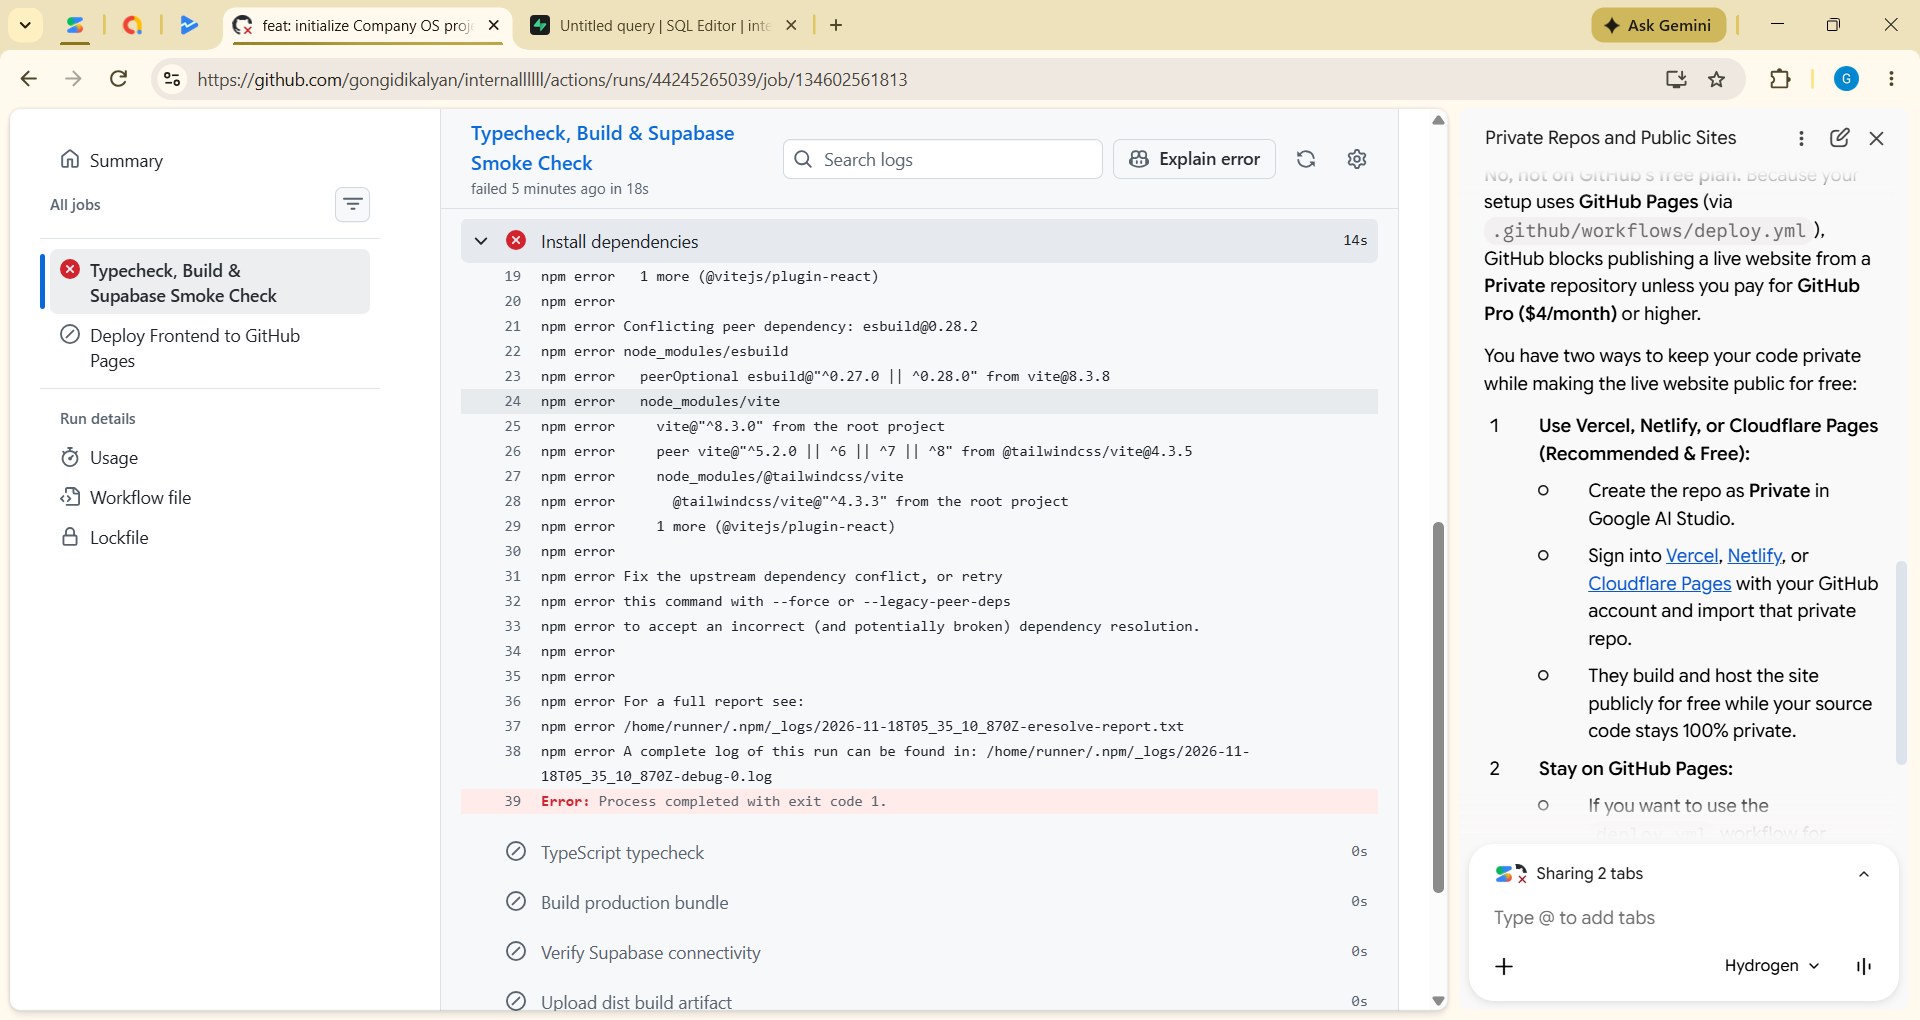 feat: initialize Company OS proj
Untitled query | SQL Editor | inte
Ask Gemini
https://github.com/gongidikalyan/internallllll/actions/runs/44245265039/job/134602561813
G
Summary
All jobs
Typecheck, Build &
Supabase Smoke Check
Deploy Frontend to GitHub
Pages
Run details
Usage
Workflow file
Lockfile
Typecheck, Build & Supabase
Smoke Check
failed 5 minutes ago in 18s
Search logs
Explain error
Install dependencies 14s
19 npm error 1 more (@vitejs/plugin-react)
20 npm error
21 npm error Conflicting peer dependency: esbuild@0.28.2
22 npm error node_modules/esbuild
23 npm error peerOptional esbuild@"^0.27.0 || ^0.28.0" from vite@8.3.8
24 npm error node_modules/vite
25 npm error vite@"^8.3.0" from the root project
26 npm error peer vite@"^5.2.0 || ^6 || ^7 || ^8" from @tailwindcss/vite@4.3.5
27 npm error node_modules/@tailwindcss/vite
28 npm error @tailwindcss/vite@"^4.3.3" from the root project
29 npm error 1 more (@vitejs/plugin-react)
30 npm error
31 npm error Fix the upstream dependency conflict, or retry
32 npm error this command with --force or --legacy-peer-deps
33 npm error to accept an incorrect (and potentially broken) dependency resolution.
34 npm error
35 npm error
36 npm error For a full report see:
37 npm error /home/runner/.npm/_logs/2026-11-18T05_35_10_870Z-eresolve-report.txt
38 npm error A complete log of this run can be found in: /home/runner/.npm/_logs/2026-11-
18T05_35_10_870Z-debug-0.log
39 Error: Process completed with exit code 1.
TypeScript typecheck 0s
Build production bundle 0s
Verify Supabase connectivity 0s
Upload dist build artifact 0s
Private Repos and Public Sites
No, not on GitHub's free plan. Because your
setup uses GitHub Pages (via
.github/workflows/deploy.yml ),
GitHub blocks publishing a live website from a
Private repository unless you pay for GitHub
Pro ($4/month) or higher.
You have two ways to keep your code private
while making the live website public for free:
1 Use Vercel, Netlify, or Cloudflare Pages
(Recommended & Free):
Create the repo as Private in
Google AI Studio.
Sign into Vercel, Netlify, or
Cloudflare Pages with your GitHub
account and import that private
repo.
They build and host the site
publicly for free while your source
code stays 100% private.
2 Stay on GitHub Pages:
If you want to use the
deploy.yml workflow for
Sharing 2 tabs
Type @ to add tabs
Hydrogen